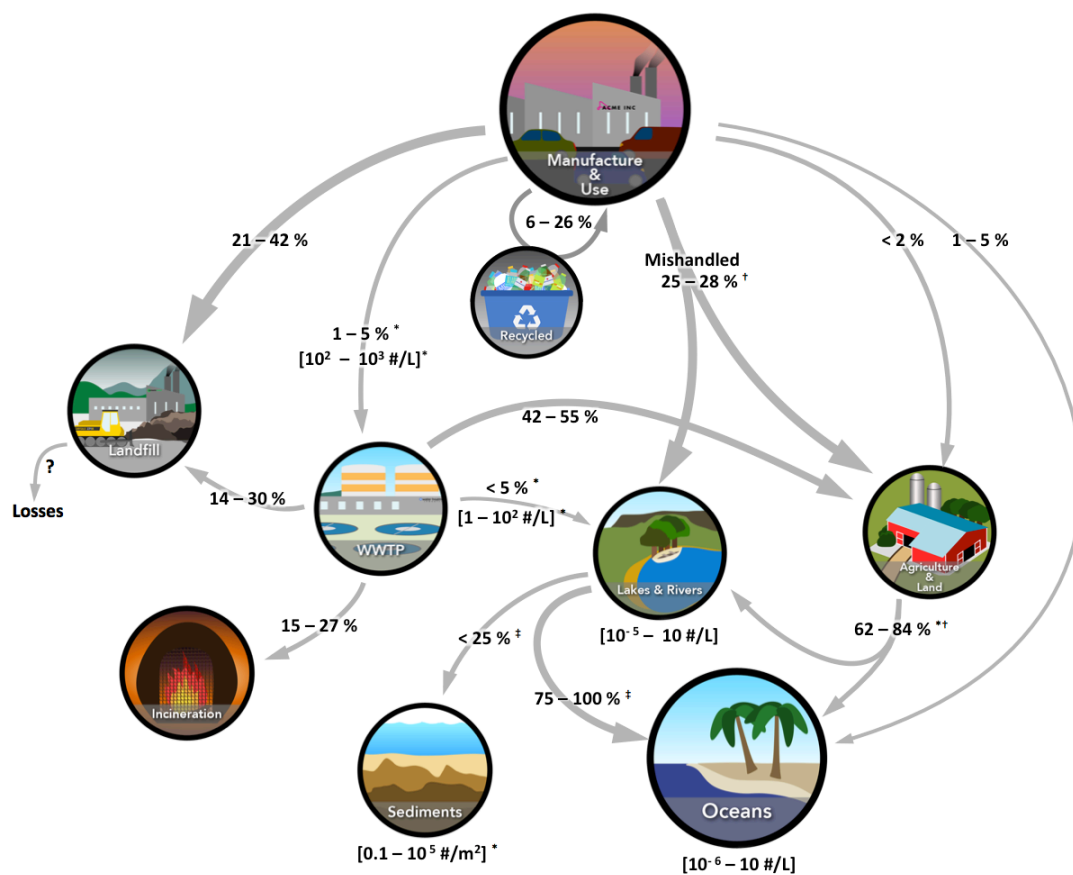 ACME INC
Manufacture
&
Use
6 – 26 %
21 – 42 %
< 2 %
1 – 5 %
Mishandled
25 – 28 % †
Recycled
1 – 5 % *
[10² – 10³ #/L]*
42 – 55 %
Landfill
?
Losses
14 – 30 %
< 5 % *
[1 – 10² #/L] *
WWTP
Agriculture
&
Land
Lakes & Rivers
[10⁻⁵ – 10 #/L]
62 – 84 % *†
15 – 27 %
< 25 % ‡
75 – 100 % ‡
Incineration
Sediments
[0.1 – 10⁵ #/m²] *
Oceans
[10⁻⁶ – 10 #/L]